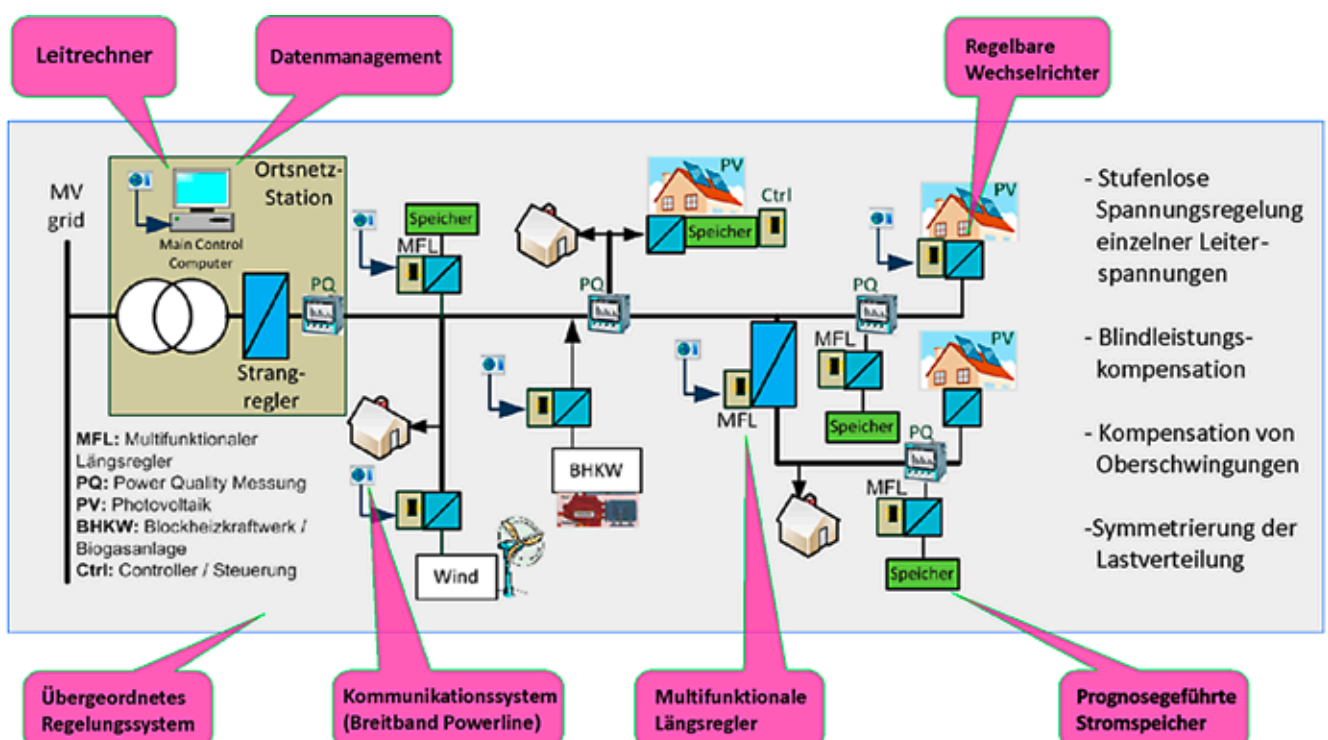 Leitrechner
Datenmanagement
Regelbare
Wechselrichter
MV
grid
Ortsnetz-
Station
Main Control
Computer
PQ
Strang-
regler
Speicher
MFL
PV
Ctrl
Speicher
PQ
PV
PQ
MFL
Speicher
PV
MFL
PQ
MFL
Speicher
BHKW
Wind
MFL: Multifunktionaler
Längsregler
PQ: Power Quality Messung
PV: Photovoltaik
BHKW: Blockheizkraftwerk /
Biogasanlage
Ctrl: Controller / Steuerung
- Stufenlose
Spannungsregelung
einzelner Leiter-
spannungen
- Blindleistungs-
kompensation
- Kompensation von
Oberschwingungen
-Symmetrierung der
Lastverteilung
Übergeordnetes
Regelungssystem
Kommunikationssystem
(Breitband Powerline)
Multifunktionale
Längsregler
Prognosegeführte
Stromspeicher